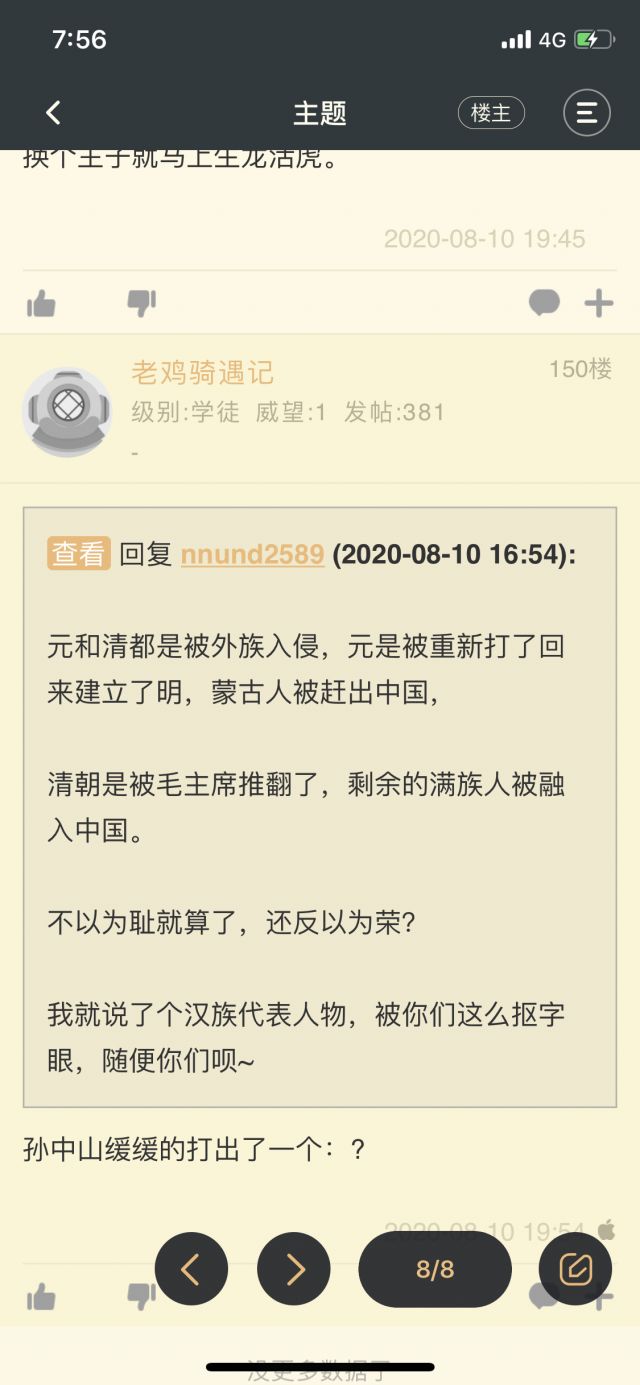 7:56
4G
主题
楼主
换个主子就马上生龙活虎。
2020-08-10 19:45
老鸡骑遇记
150楼
级别:学徒 威望:1 发帖:381
-
查看 回复 nnund2589 (2020-08-10 16:54):
元和清都是被外族入侵，元是被重新打了回
来建立了明，蒙古人被赶出中国，
清朝是被毛主席推翻了，剩余的满族人被融
入中国。
不以为耻就算了，还反以为荣？
我就说了个汉族代表人物，被你们这么抠字
眼，随便你们呗~
孙中山缓缓的打出了一个：？
2020-08-10 19:54
8/8
没更多数据了